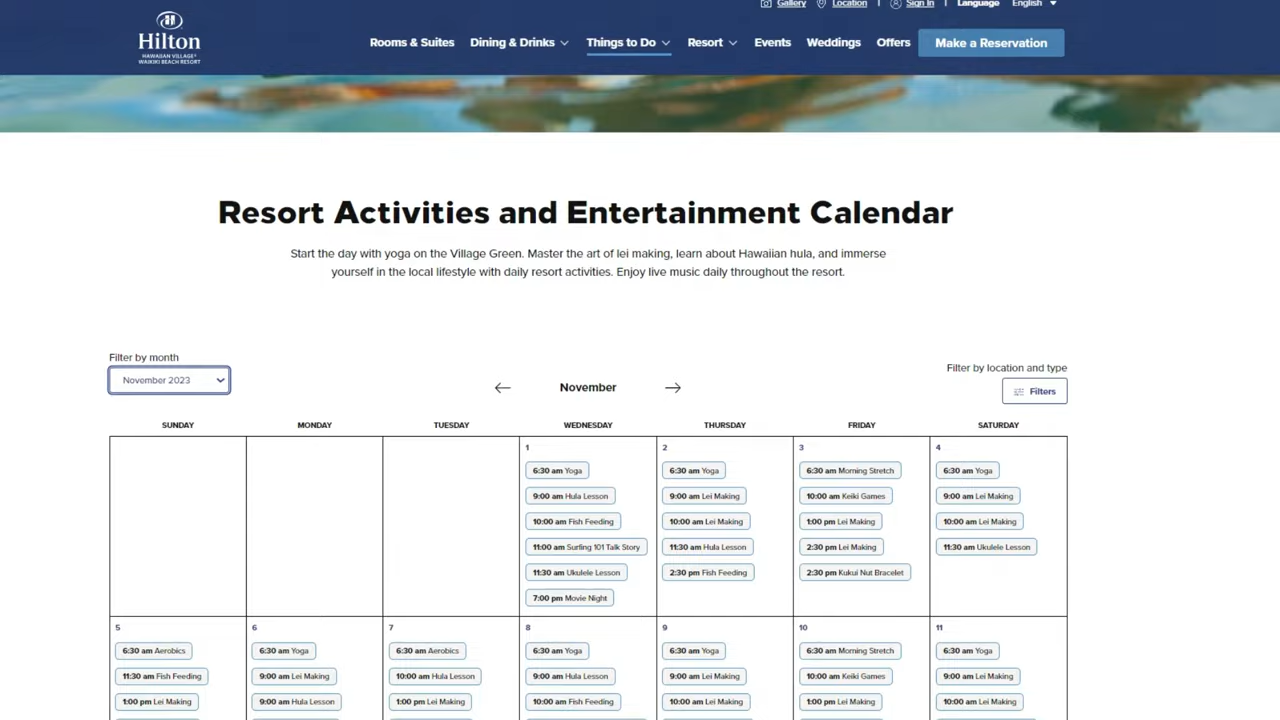 Gallery
Location
Sign In
Language
English
Hilton
HAWAIIAN VILLAGE®
WAIKIKI BEACH RESORT
Rooms & Suites
Dining & Drinks
Things to Do
Resort
Events
Weddings
Offers
Make a Reservation
Resort Activities and Entertainment Calendar
Start the day with yoga on the Village Green. Master the art of lei making, learn about Hawaiian hula, and immerse
yourself in the local lifestyle with daily resort activities. Enjoy live music daily throughout the resort.
Filter by month
November 2023
November
Filter by location and type
Filters
SUNDAY
MONDAY
TUESDAY
WEDNESDAY
THURSDAY
FRIDAY
SATURDAY
1
6:30 am Yoga
9:00 am Hula Lesson
10:00 am Fish Feeding
11:00 am Surfing 101 Talk Story
11:30 am Ukulele Lesson
7:00 pm Movie Night
2
6:30 am Yoga
9:00 am Lei Making
10:00 am Lei Making
11:30 am Hula Lesson
2:30 pm Fish Feeding
3
6:30 am Morning Stretch
10:00 am Keiki Games
1:00 pm Lei Making
2:30 pm Lei Making
2:30 pm Kukui Nut Bracelet
4
6:30 am Yoga
9:00 am Lei Making
10:00 am Lei Making
11:30 am Ukulele Lesson
5
6:30 am Aerobics
11:30 am Fish Feeding
1:00 pm Lei Making
6
6:30 am Yoga
9:00 am Lei Making
9:00 am Hula Lesson
7
6:30 am Aerobics
10:00 am Hula Lesson
1:00 pm Lei Making
8
6:30 am Yoga
9:00 am Hula Lesson
10:00 am Fish Feeding
9
6:30 am Yoga
9:00 am Lei Making
10:00 am Lei Making
10
6:30 am Morning Stretch
10:00 am Keiki Games
1:00 pm Lei Making
11
6:30 am Yoga
9:00 am Lei Making
10:00 am Lei Making